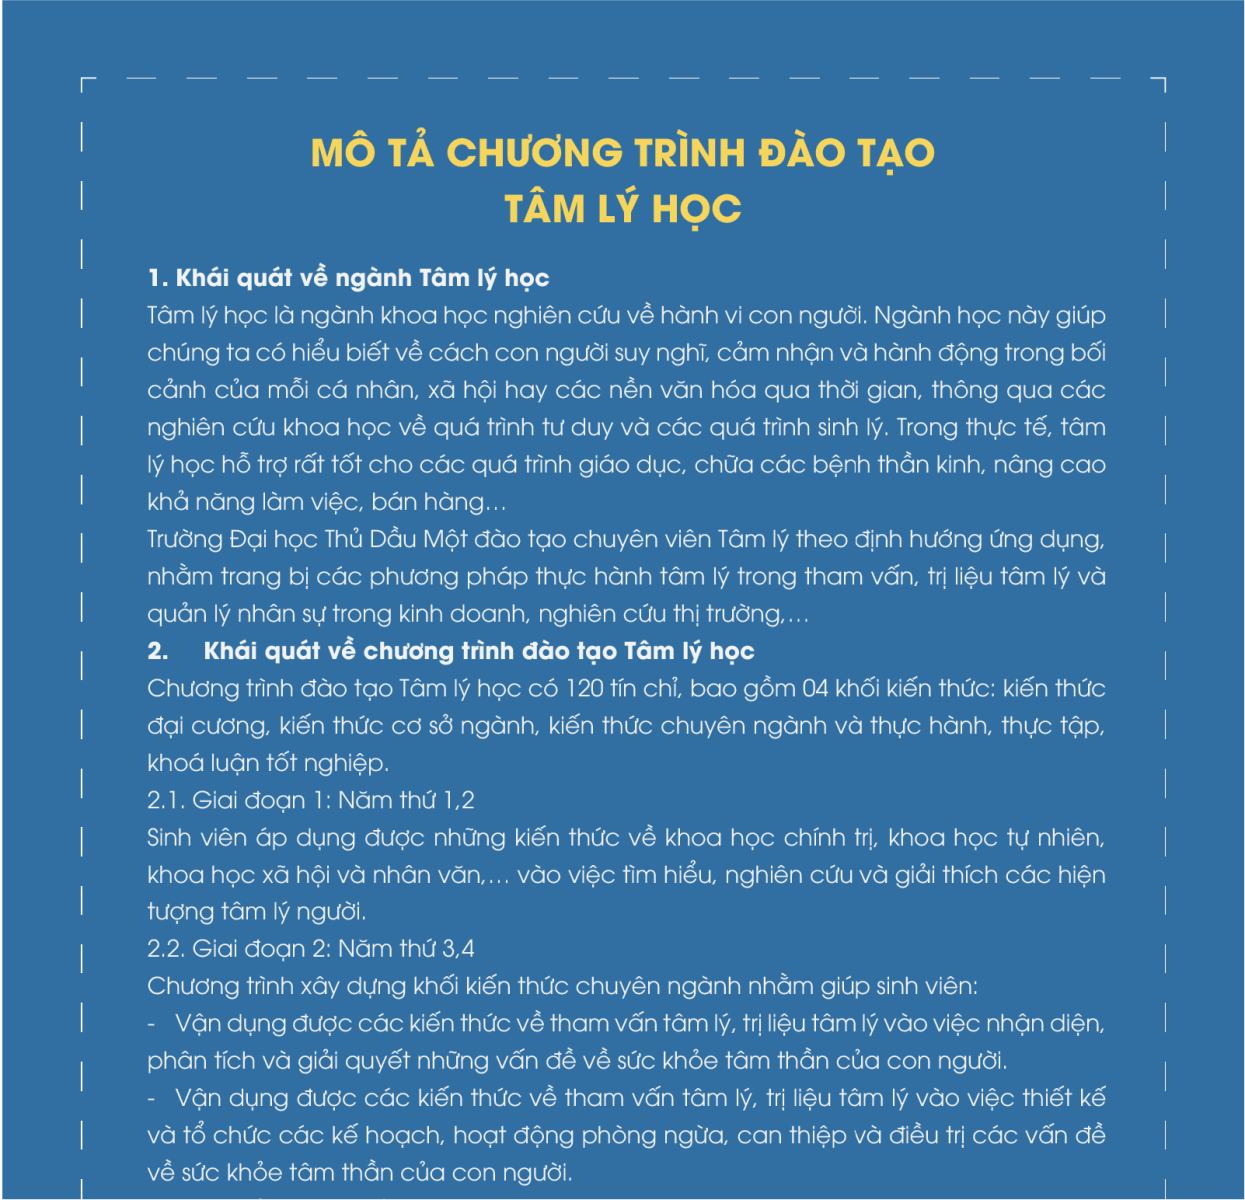 MÔ TẢ CHƯƠNG TRÌNH ĐÀO TẠO
TÂM LÝ HỌC
1. Khái quát về ngành Tâm lý học
Tâm lý học là ngành khoa học nghiên cứu về hành vi con người. Ngành học này giúp
chúng ta có hiểu biết về cách con người suy nghĩ, cảm nhận và hành động trong bối
cảnh của mỗi cá nhân, xã hội hay các nền văn hóa qua thời gian, thông qua các
nghiên cứu khoa học về quá trình tư duy và các quá trình sinh lý. Trong thực tế, tâm
lý học hỗ trợ rất tốt cho các quá trình giáo dục, chữa các bệnh thần kinh, nâng cao
khả năng làm việc, bán hàng...
Trường Đại học Thủ Dầu Một đào tạo chuyên viên Tâm lý theo định hướng ứng dụng,
nhằm trang bị các phương pháp thực hành tâm lý trong tham vấn, trị liệu tâm lý và
quản lý nhân sự trong kinh doanh, nghiên cứu thị trường,...
2. Khái quát về chương trình đào tạo Tâm lý học
Chương trình đào tạo Tâm lý học có 120 tín chỉ, bao gồm 04 khối kiến thức: kiến thức
đại cương, kiến thức cơ sở ngành, kiến thức chuyên ngành và thực hành, thực tập,
khoá luận tốt nghiệp.
2.1. Giai đoạn 1: Năm thứ 1,2
Sinh viên áp dụng được những kiến thức về khoa học chính trị, khoa học tự nhiên,
khoa học xã hội và nhân văn,... vào việc tìm hiểu, nghiên cứu và giải thích các hiện
tượng tâm lý người.
2.2. Giai đoạn 2: Năm thứ 3,4
Chương trình xây dựng khối kiến thức chuyên ngành nhằm giúp sinh viên:
- Vận dụng được các kiến thức về tham vấn tâm lý, trị liệu tâm lý vào việc nhận diện,
phân tích và giải quyết những vấn đề về sức khỏe tâm thần của con người.
- Vận dụng được các kiến thức về tham vấn tâm lý, trị liệu tâm lý vào việc thiết kế
và tổ chức các kế hoạch, hoạt động phòng ngừa, can thiệp và điều trị các vấn đề
về sức khỏe tâm thần của con người.